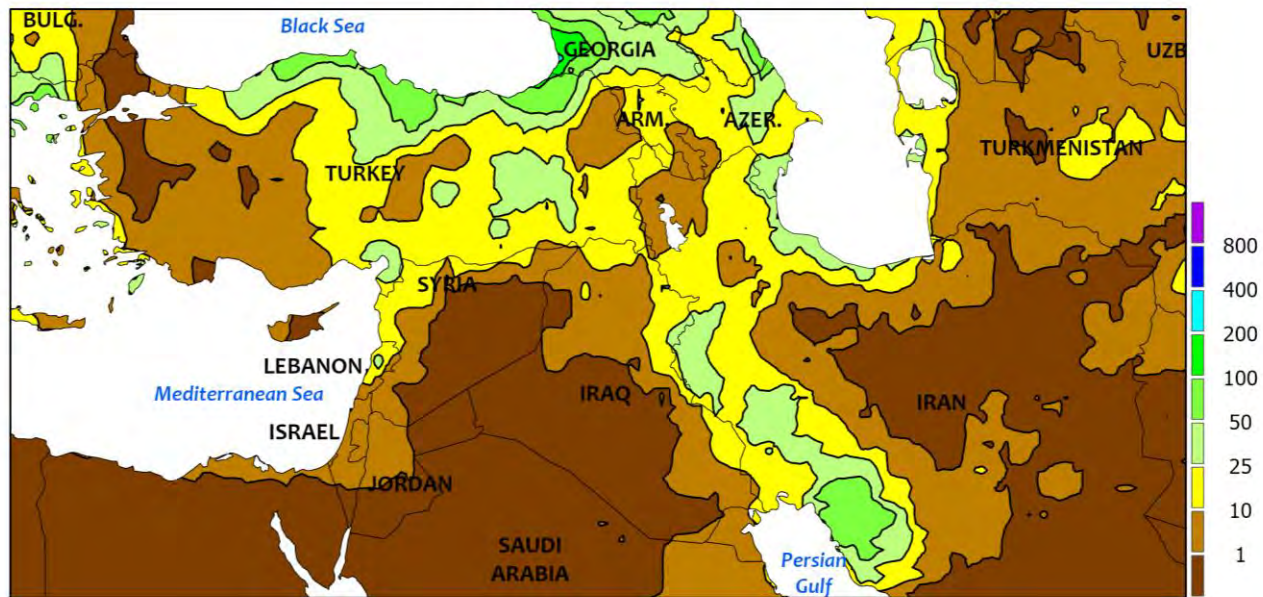 BULG.
Black Sea
GEORGIA
UZB
ARM.
AZER.
TURKMENISTAN
TURKEY
SYRIA
LEBANON
Mediterranean Sea
IRAQ
IRAN
ISRAEL
JORDAN
SAUDI
ARABIA
Persian
Gulf
800
400
200
100
50
25
10
1